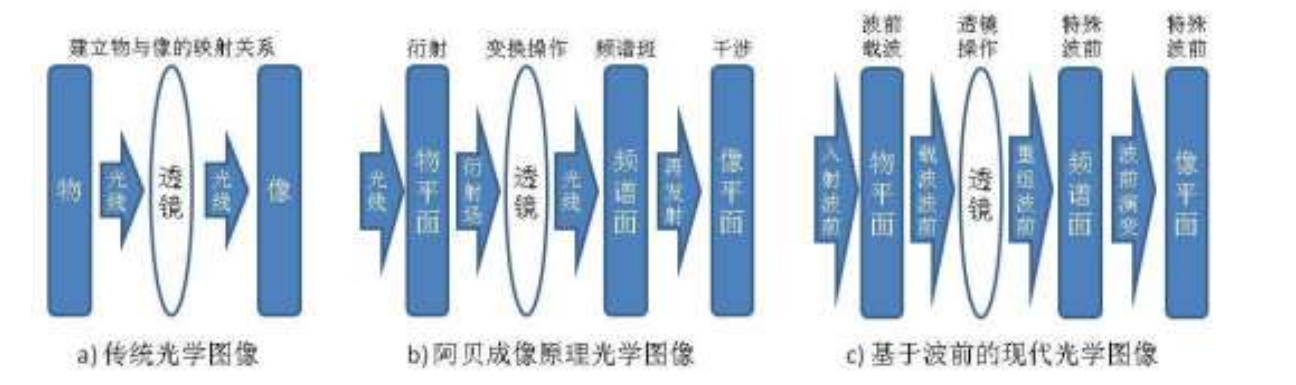 建立物与像的映射关系
物
光线
透镜
光线
像
a) 传统光学图像
衍射
变换操作
频谱斑
干涉
光线
物平面
衍射场
透镜
光线
频谱面
再发射
像平面
b) 阿贝成像原理光学图像
波前
载波
透镜
操作
特殊
波前
特殊
波前
入射波前
物平面
载波波前
透镜
重组波前
频谱面
波前演变
像平面
c) 基于波前的现代光学图像